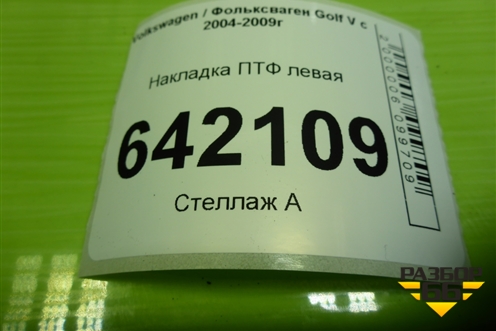 Volkswagen / Фольксваген Golf V с
2004-2009г
Накладка ПТФ левая
642109
Стеллаж А
РАЗБОР